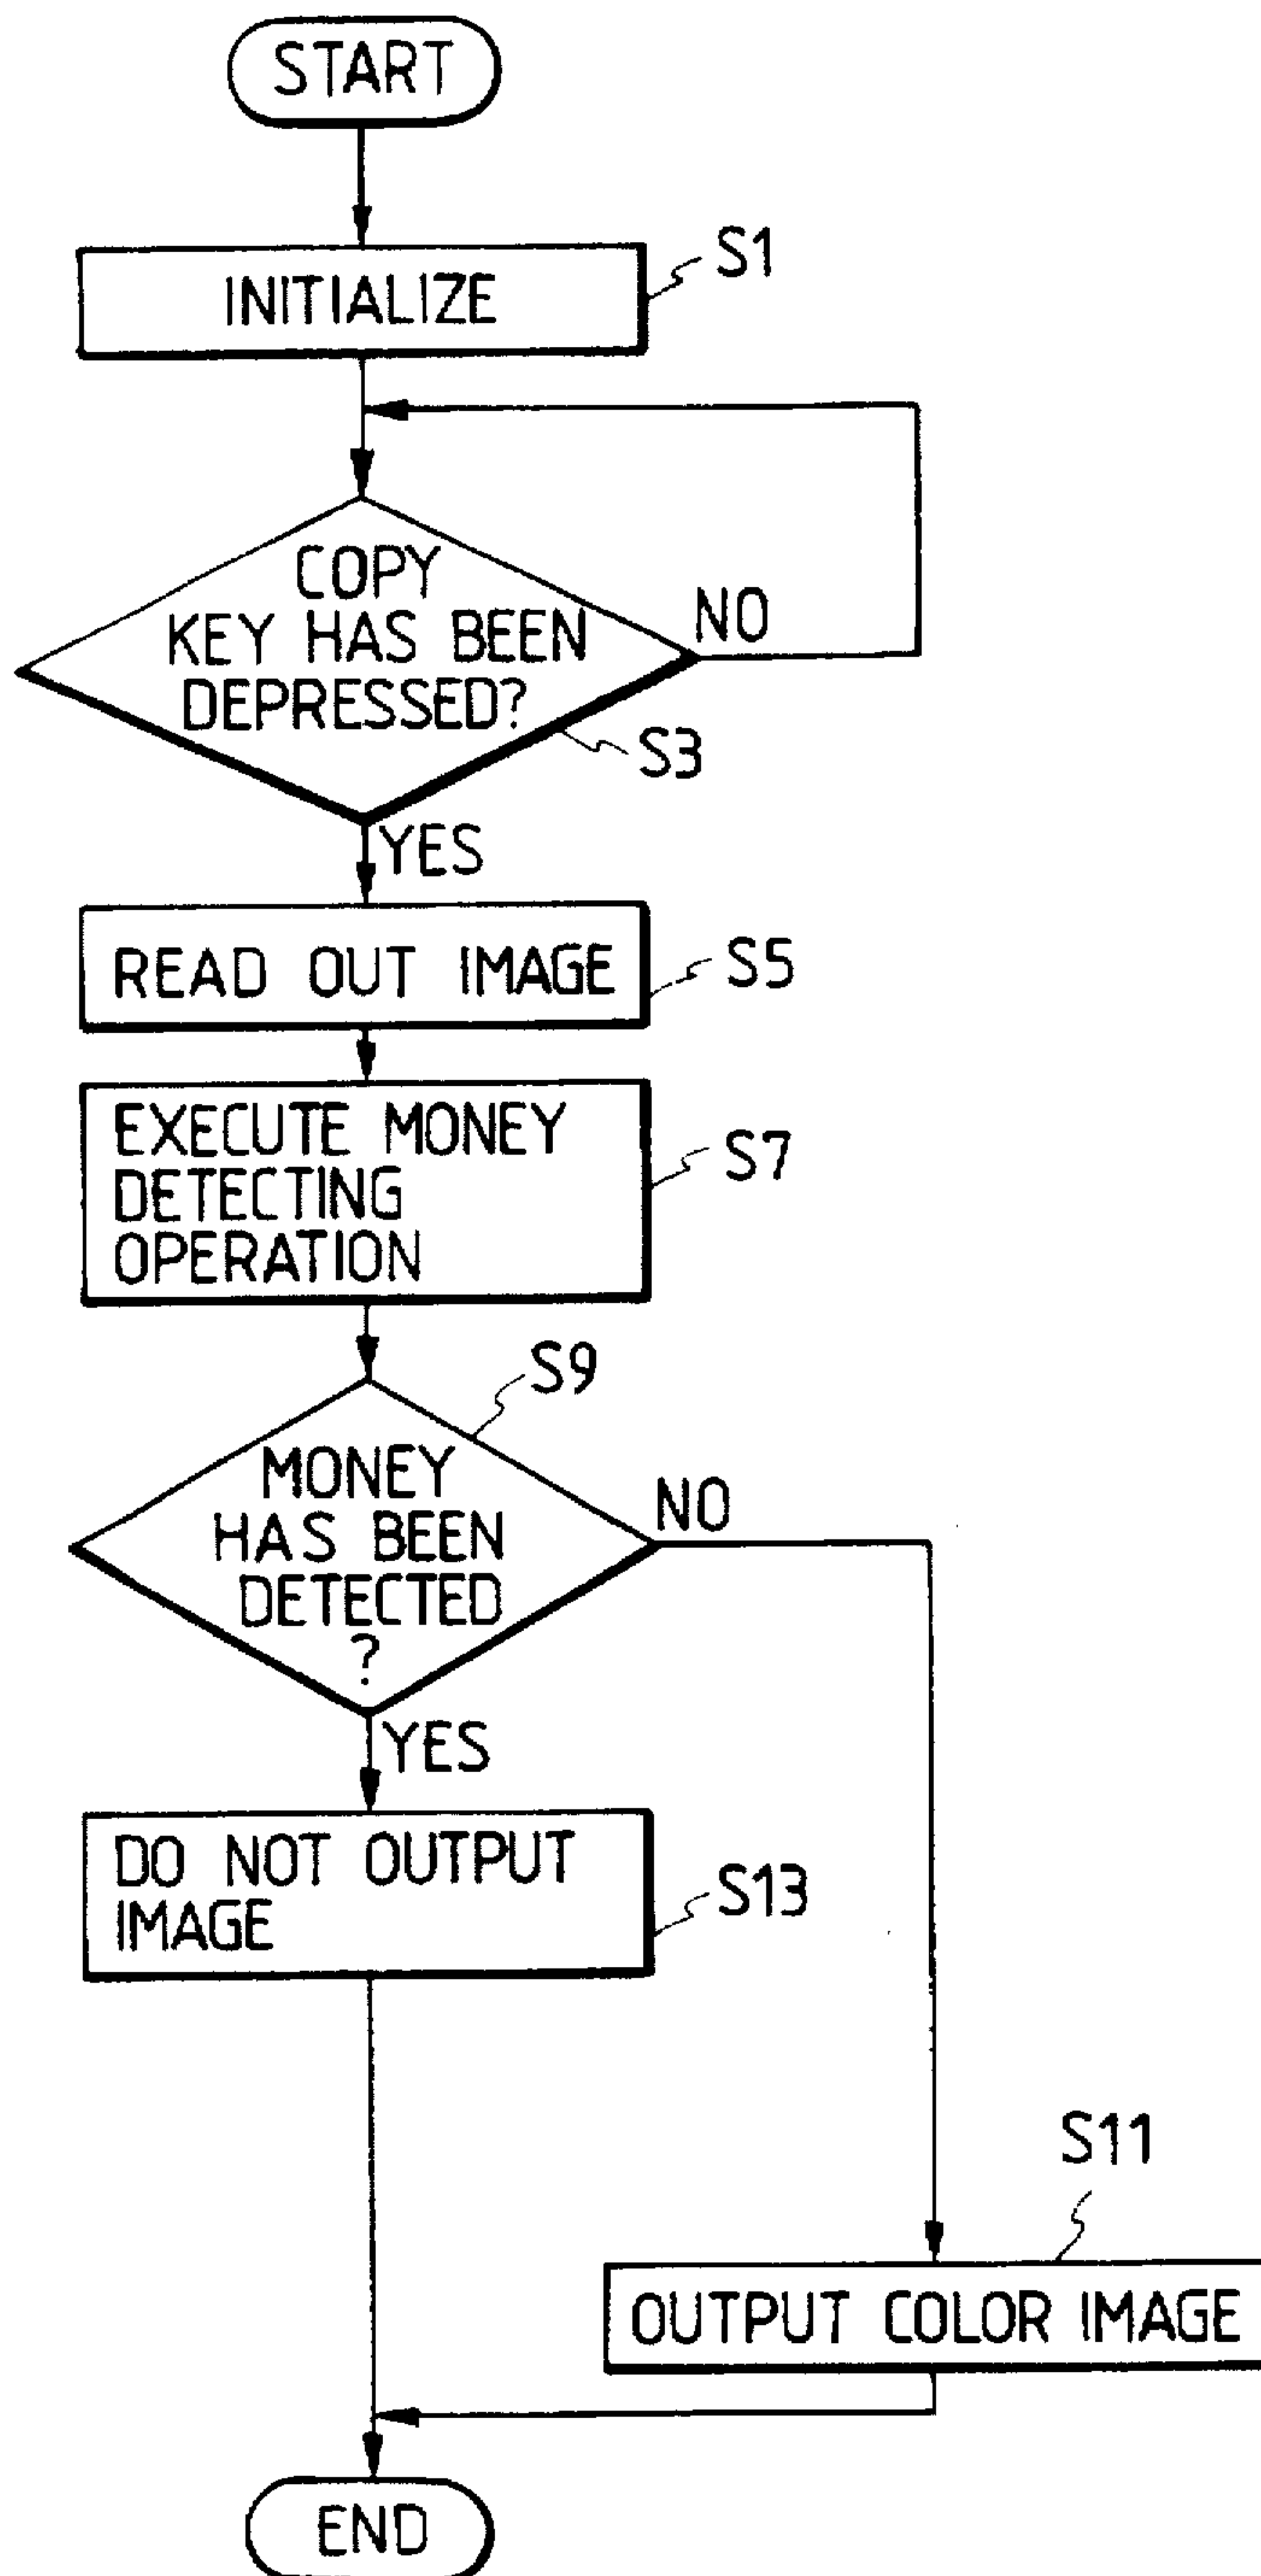 START
INITIALIZE
S1
COPY
KEY HAS BEEN
DEPRESSED?
NO
S3
YES
READ OUT IMAGE
S5
EXECUTE MONEY
DETECTING
OPERATION
S7
S9
MONEY
HAS BEEN
DETECTED
?
NO
YES
DO NOT OUTPUT
IMAGE
S13
S11
OUTPUT COLOR IMAGE
END